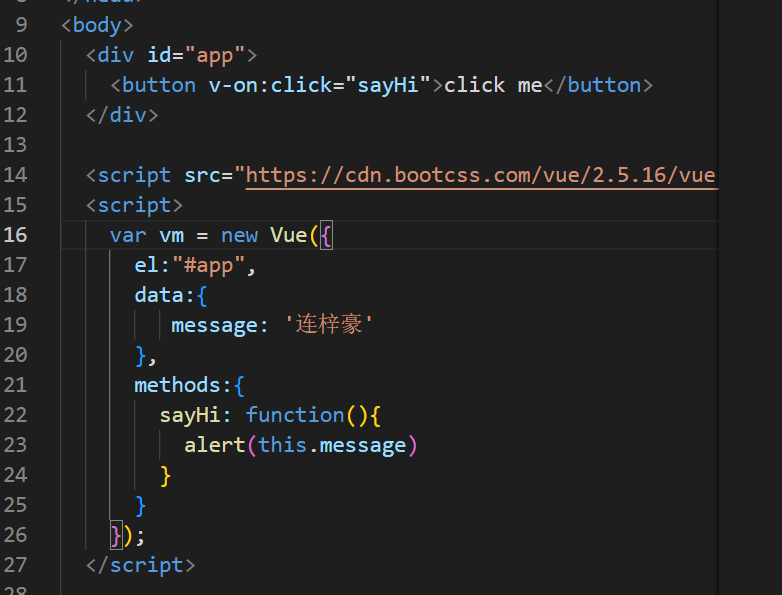 9 <body>
10 <div id="app">
11 <button v-on:click="sayHi">click me</button>
12 </div>
13
14 <script src="https://cdn.bootcss.com/vue/2.5.16/vue
15 <script>
16 var vm = new Vue({
17 el:"#app",
18 data:{
19 message: '连梓豪'
20 },
21 methods:{
22 sayHi: function(){
23 alert(this.message)
24 }
25 }
26 });
27 </script>